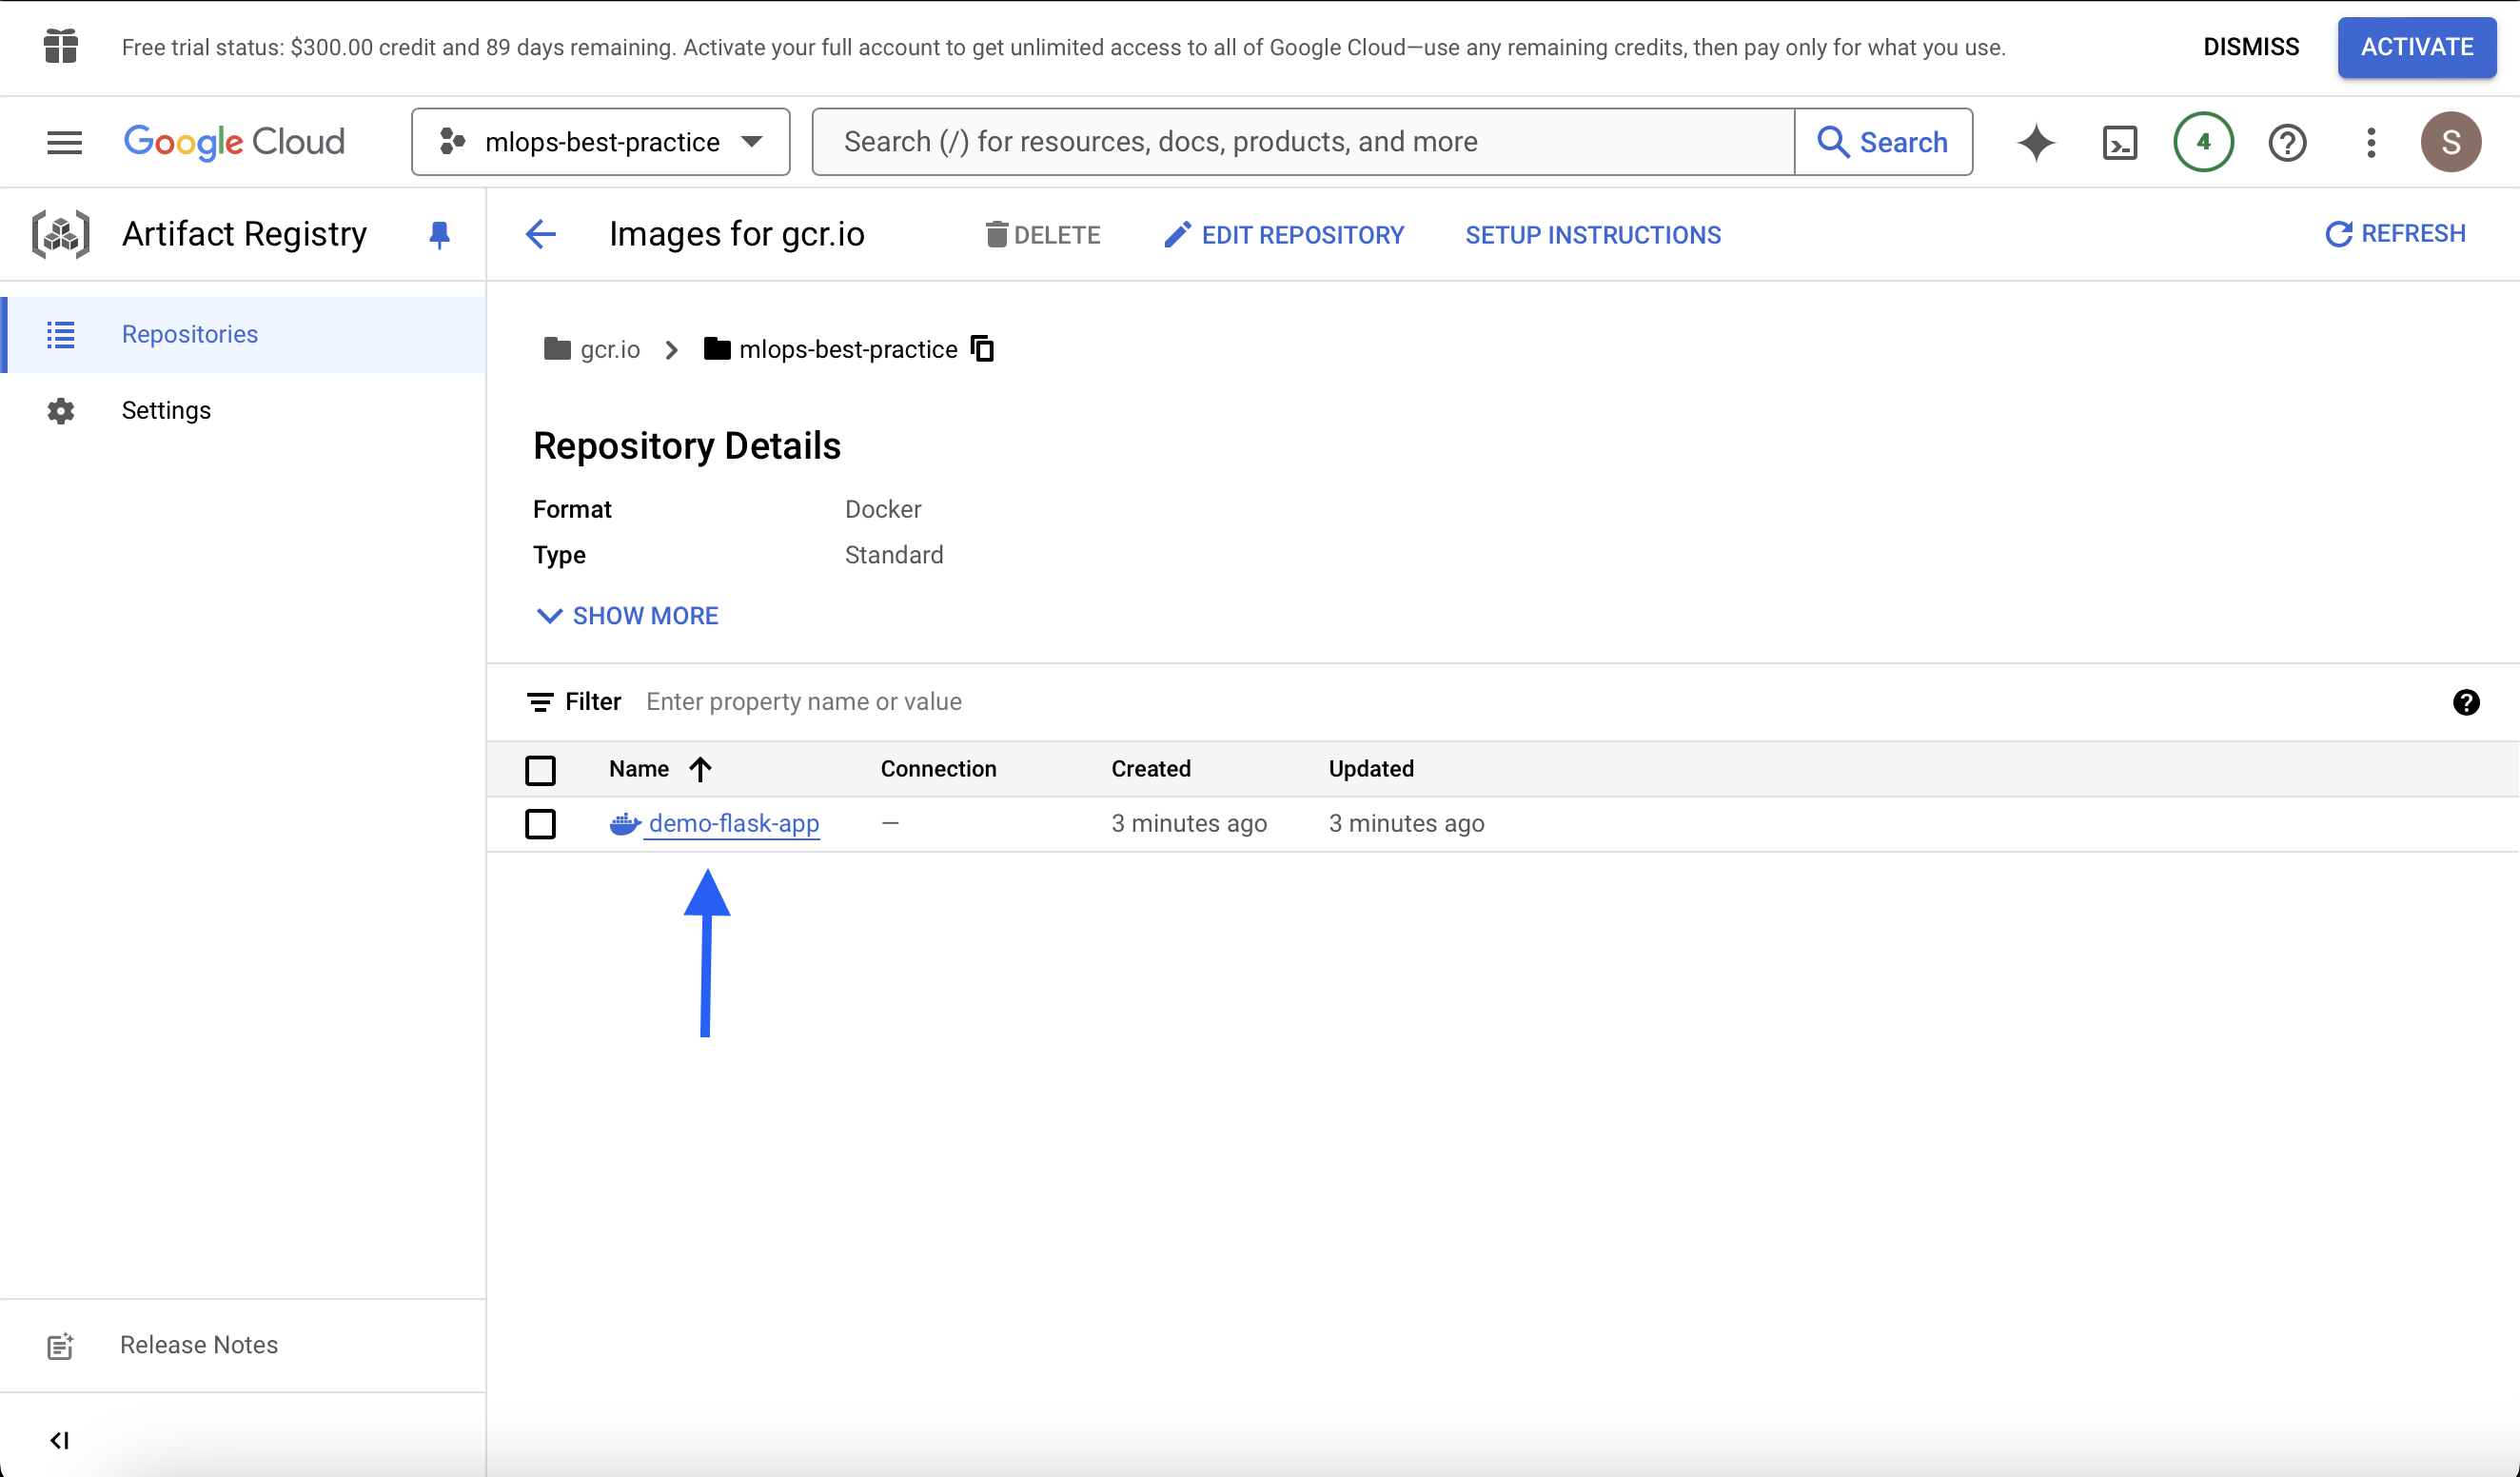 Free trial status: $300.00 credit and 89 days remaining. Activate your full account to get unlimited access to all of Google Cloud—use any remaining credits, then pay only for what you use.
DISMISS
ACTIVATE
Google Cloud
mlops-best-practice
Search (/) for resources, docs, products, and more
Search
4
S
Artifact Registry
Images for gcr.io
DELETE
EDIT REPOSITORY
SETUP INSTRUCTIONS
REFRESH
Repositories
Settings
gcr.io
mlops-best-practice
Repository Details
Format Docker
Type Standard
SHOW MORE
Filter Enter property name or value
Name Connection Created Updated
demo-flask-app — 3 minutes ago 3 minutes ago
Release Notes